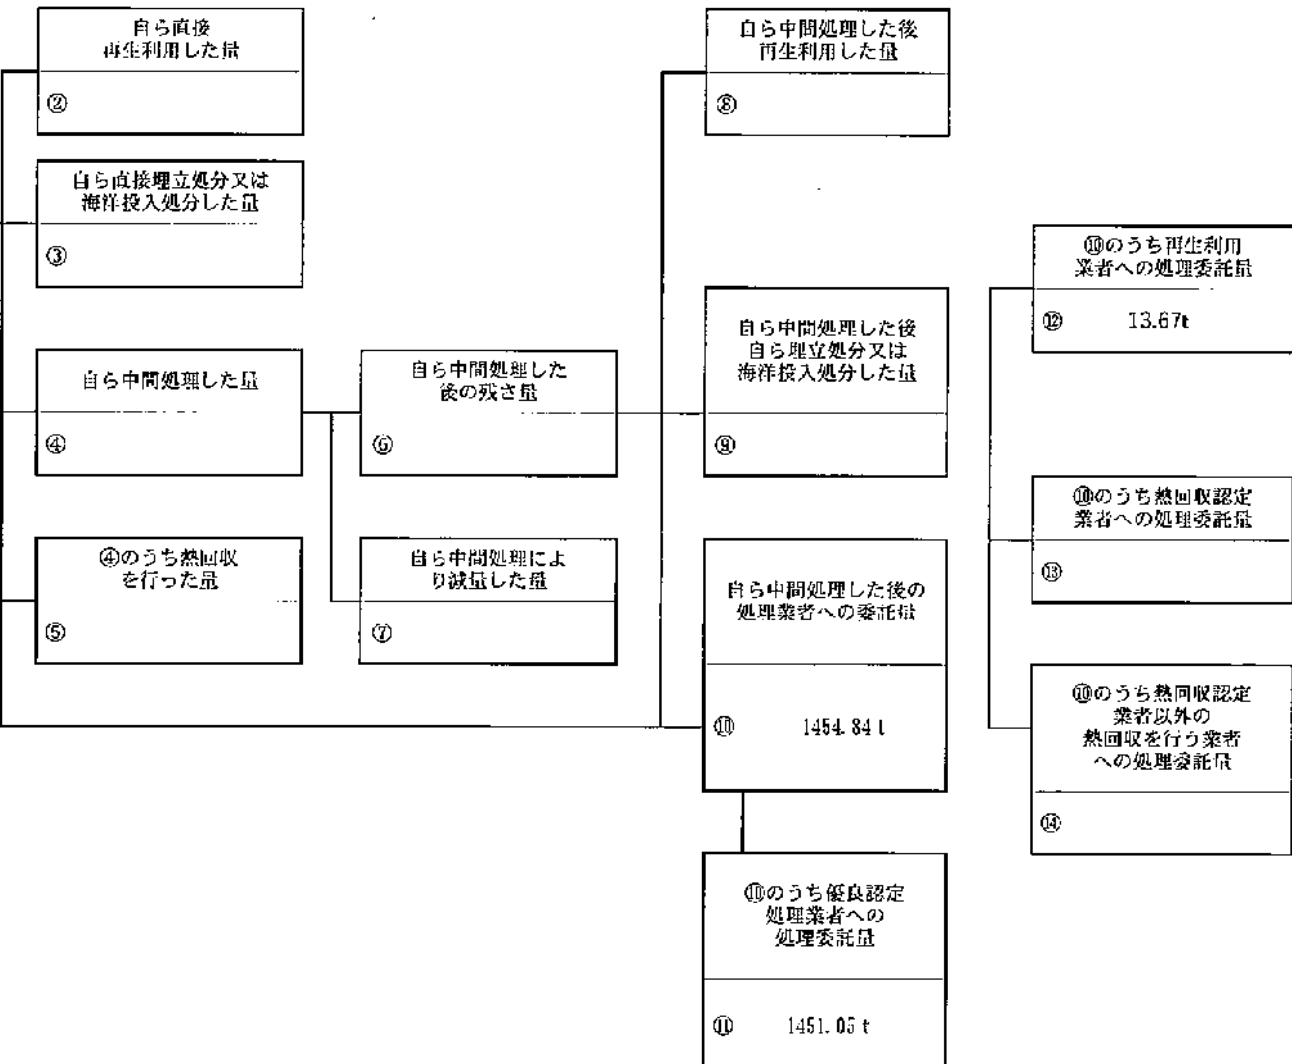 自ら直接
再生利用した量
②
自ら直接埋立処分又は
海洋投入処分した量
③
自ら中間処理した量
④
④のうち熱回収
を行った量
⑤
自ら中間処理した
後の残さ量
⑥
自ら中間処理によ
り減量した量
⑦
自ら中間処理した後
再生利用した量
⑧
自ら中間処理した後
自ら埋立処分又は
海洋投入処分した量
⑨
自ら中間処理した後の
処理業者への委託量
⑩ 1454.84 t
⑩のうち優良認定
処理業者への
処理委託量
⑪ 1451.05 t
⑩のうち再生利用
業者への処理委託量
⑫ 13.67t
⑩のうち熱回収認定
業者への処理委託量
⑬
⑩のうち熱回収認定
業者以外の
熱回収を行う業者
への処理委託量
⑭